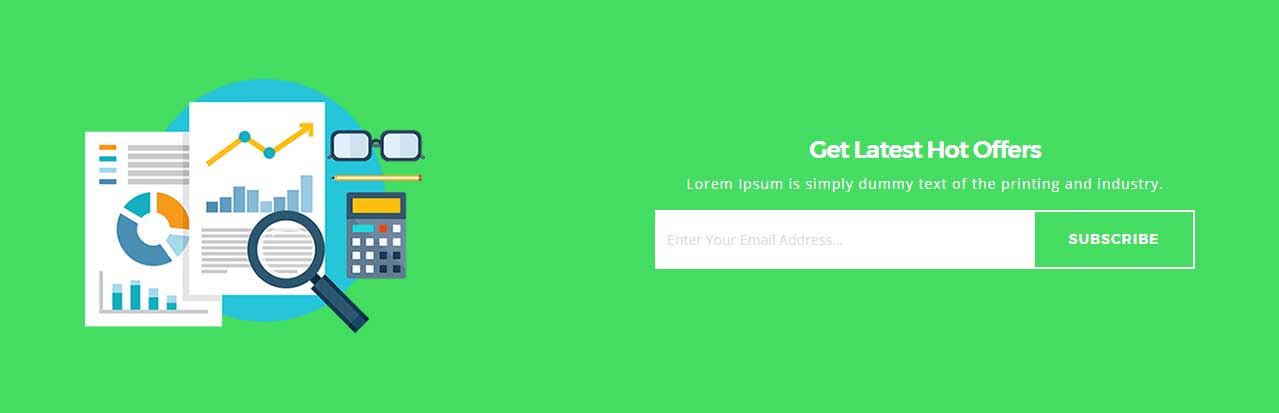 Get Latest Hot Offers
Lorem Ipsum is simply dummy text of the printing and industry.
Enter Your Email Address...
SUBSCRIBE